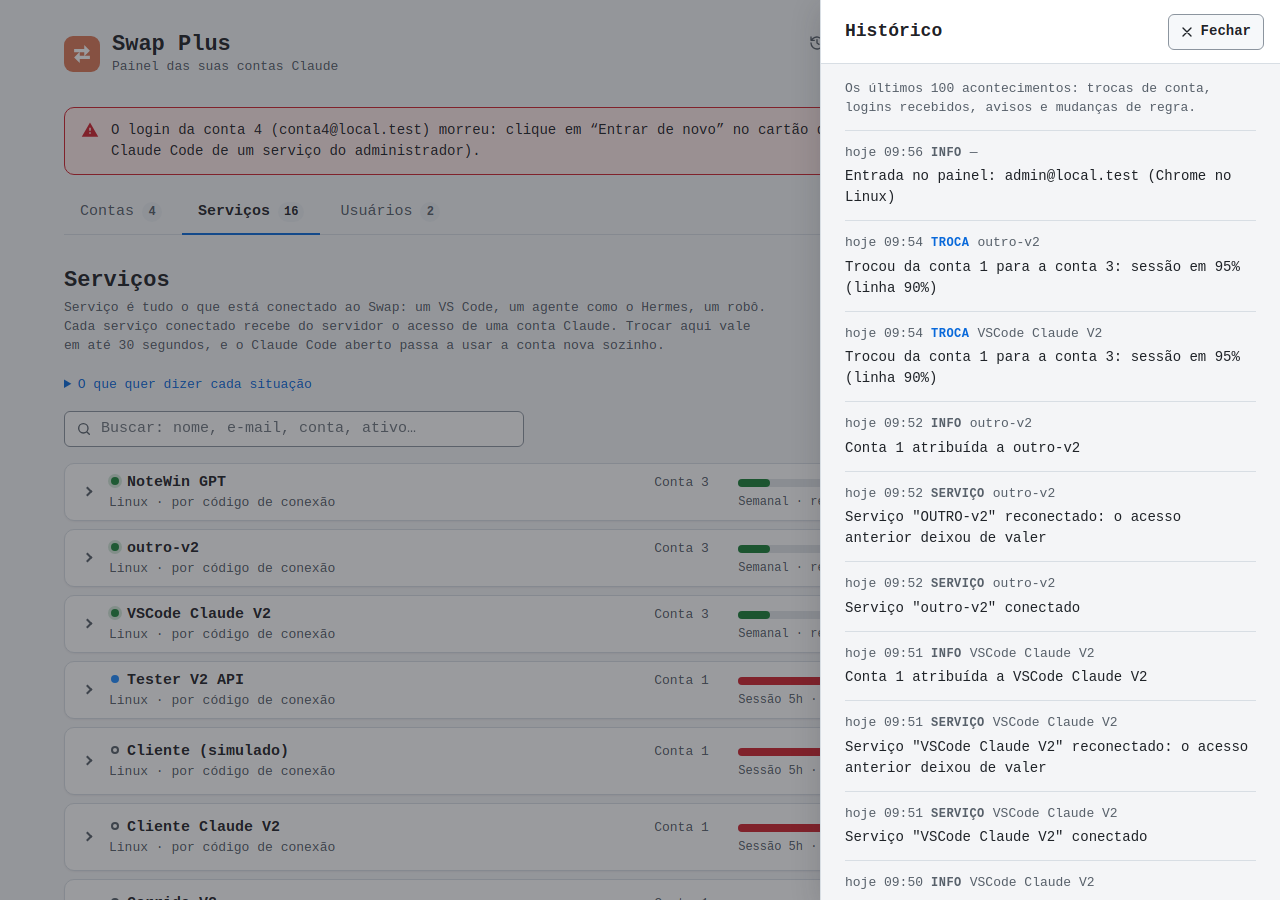 Swap Plus
Painel das suas contas Claude
O login da conta 4 (conta4@local.test) morreu: clique em “Entrar de novo” no cartão
Claude Code de um serviço do administrador).
Contas 4
Serviços 16
Usuários 2
Serviços
Serviço é tudo o que está conectado ao Swap: um VS Code, um agente como o Hermes, um robô.
Cada serviço conectado recebe do servidor o acesso de uma conta Claude. Trocar aqui vale
em até 30 segundos, e o Claude Code aberto passa a usar a conta nova sozinho.
O que quer dizer cada situação
Buscar: nome, e-mail, conta, ativo…
NoteWin GPT
Linux · por código de conexão
Conta 3
Semanal ·
outro-v2
Linux · por código de conexão
Conta 3
Semanal ·
VSCode Claude V2
Linux · por código de conexão
Conta 3
Semanal ·
Tester V2 API
Linux · por código de conexão
Conta 1
Sessão 5h ·
Cliente (simulado)
Linux · por código de conexão
Conta 1
Sessão 5h ·
Cliente Claude V2
Linux · por código de conexão
Conta 1
Sessão 5h ·
Histórico
Fechar
Os últimos 100 acontecimentos: trocas de conta,
logins recebidos, avisos e mudanças de regra.
hoje 09:56 INFO —
Entrada no painel: admin@local.test (Chrome no
Linux)
hoje 09:54 TROCA outro-v2
Trocou da conta 1 para a conta 3: sessão em 95%
(linha 90%)
hoje 09:54 TROCA VSCode Claude V2
Trocou da conta 1 para a conta 3: sessão em 95%
(linha 90%)
hoje 09:52 INFO outro-v2
Conta 1 atribuída a outro-v2
hoje 09:52 SERVIÇO outro-v2
Serviço "OUTRO-v2" reconectado: o acesso
anterior deixou de valer
hoje 09:52 SERVIÇO outro-v2
Serviço "outro-v2" conectado
hoje 09:51 INFO VSCode Claude V2
Conta 1 atribuída a VSCode Claude V2
hoje 09:51 SERVIÇO VSCode Claude V2
Serviço "VSCode Claude V2" reconectado: o acesso
anterior deixou de valer
hoje 09:51 SERVIÇO VSCode Claude V2
Serviço "VSCode Claude V2" conectado
hoje 09:50 INFO VSCode Claude V2